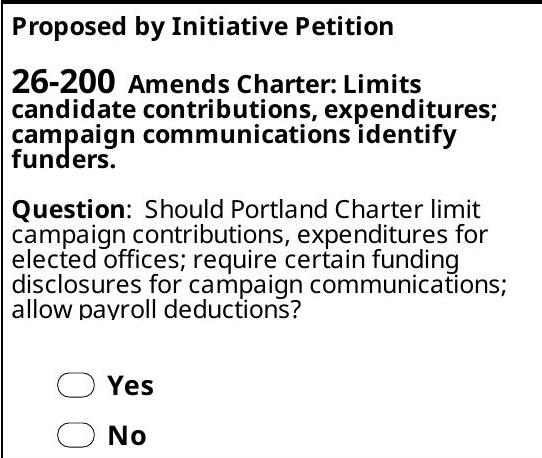 Proposed by Initiative Petition
26-200 Amends Charter: Limits
candidate contributions, expenditures;
campaign communications identify
funders.
Question: Should Portland Charter limit
campaign contributions, expenditures for
elected offices; require certain funding
disclosures for campaign communications;
allow payroll deductions?
Yes
No